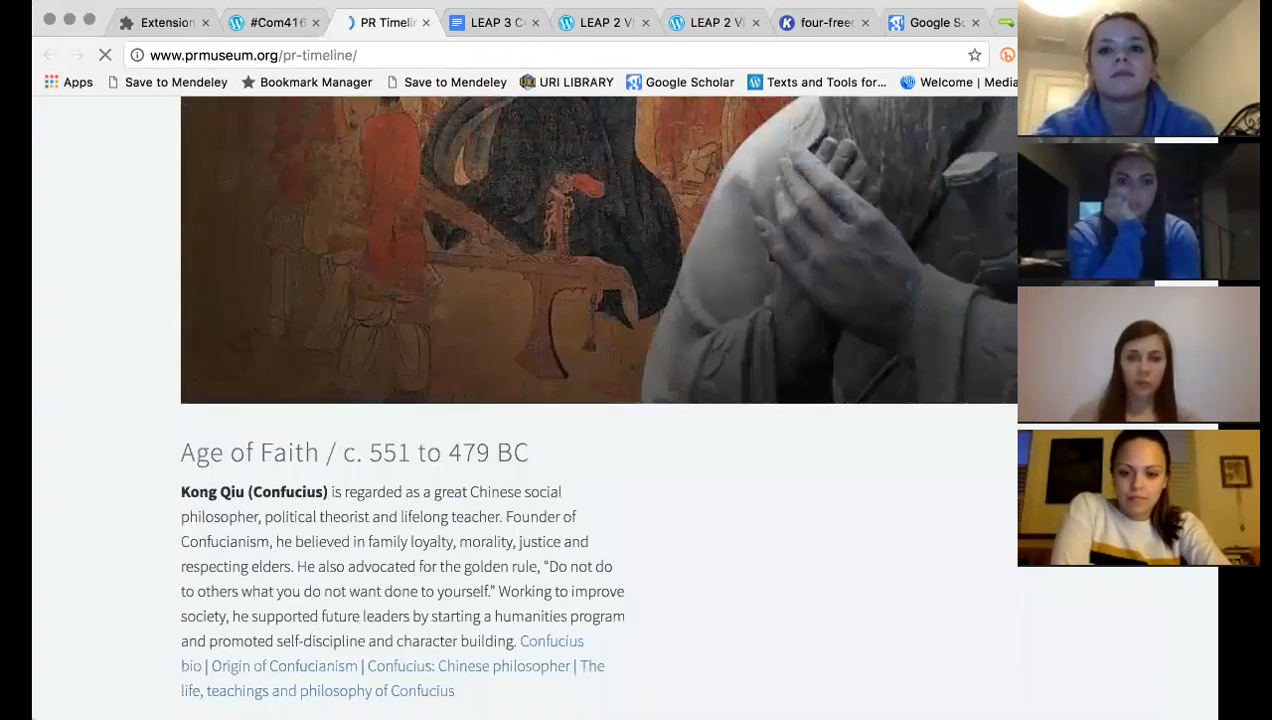 Extension
#Com416
PR Timelin
LEAP 3 C
LEAP 2 Vi
LEAP 2 Vi
four-free
Google S
www.prmuseum.org/pr-timeline/
Apps Save to Mendeley Bookmark Manager Save to Mendeley URI LIBRARY Google Scholar Texts and Tools for... Welcome | Media
Age of Faith / c. 551 to 479 BC
Kong Qiu (Confucius) is regarded as a great Chinese social
philosopher, political theorist and lifelong teacher. Founder of
Confucianism, he believed in family loyalty, morality, justice and
respecting elders. He also advocated for the golden rule, “Do not do
to others what you do not want done to yourself.” Working to improve
society, he supported future leaders by starting a humanities program
and promoted self-discipline and character building. Confucius
bio | Origin of Confucianism | Confucius: Chinese philosopher | The
life, teachings and philosophy of Confucius